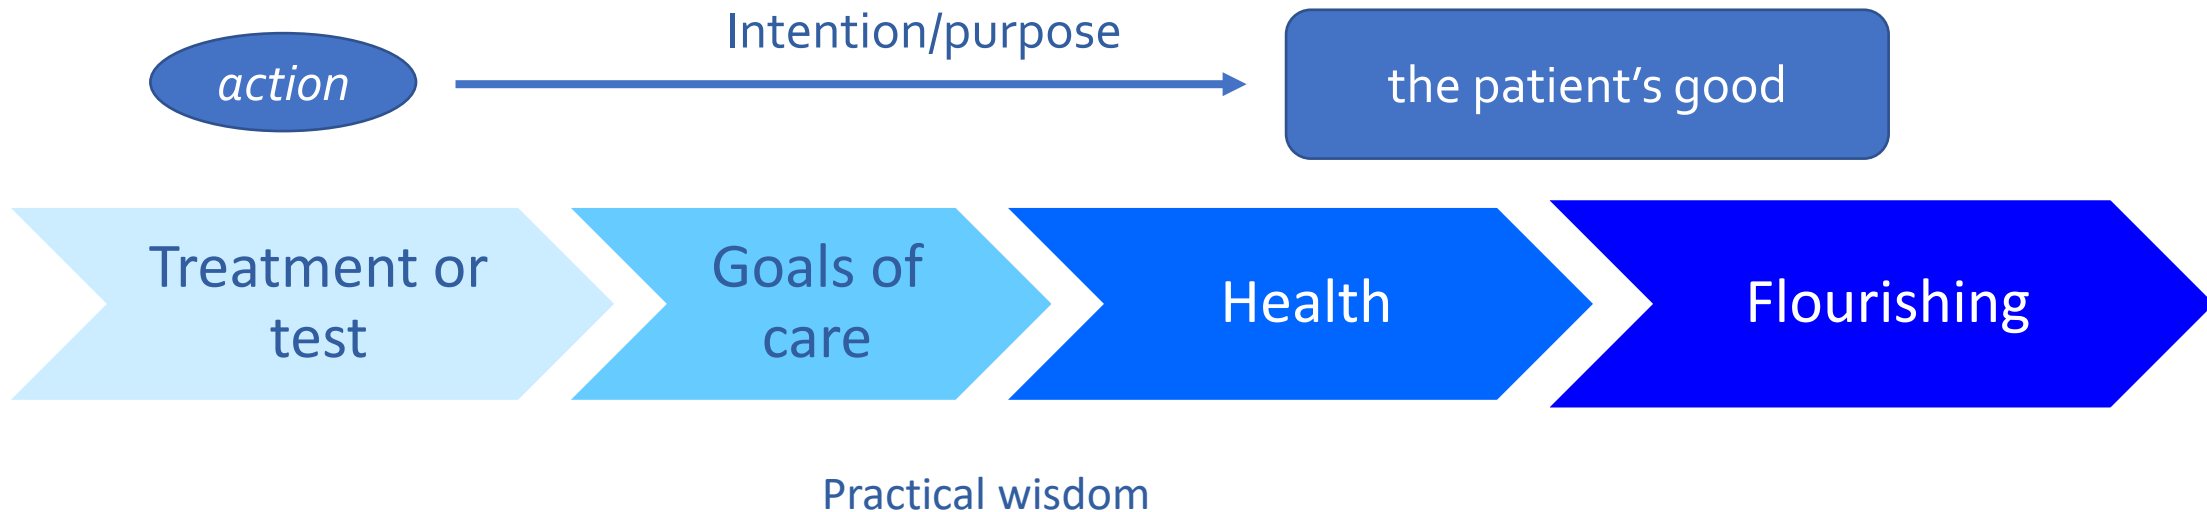 Intention/purpose
action
the patient’s good
Treatment or
test
Goals of
care
Health
Flourishing
Practical wisdom